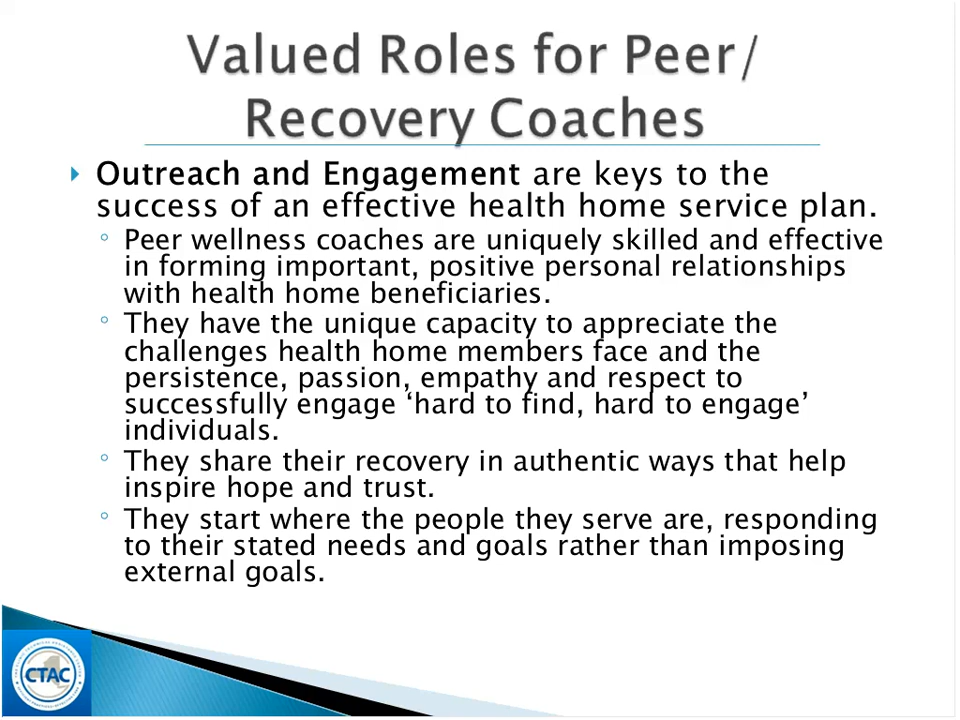 Valued Roles for Peer/
Recovery Coaches
Outreach and Engagement are keys to the
success of an effective health home service plan.
Peer wellness coaches are uniquely skilled and effective
in forming important, positive personal relationships
with health home beneficiaries.
They have the unique capacity to appreciate the
challenges health home members face and the
persistence, passion, empathy and respect to
successfully engage ‘hard to find, hard to engage’
individuals.
They share their recovery in authentic ways that help
inspire hope and trust.
They start where the people they serve are, responding
to their stated needs and goals rather than imposing
external goals.
CTAC